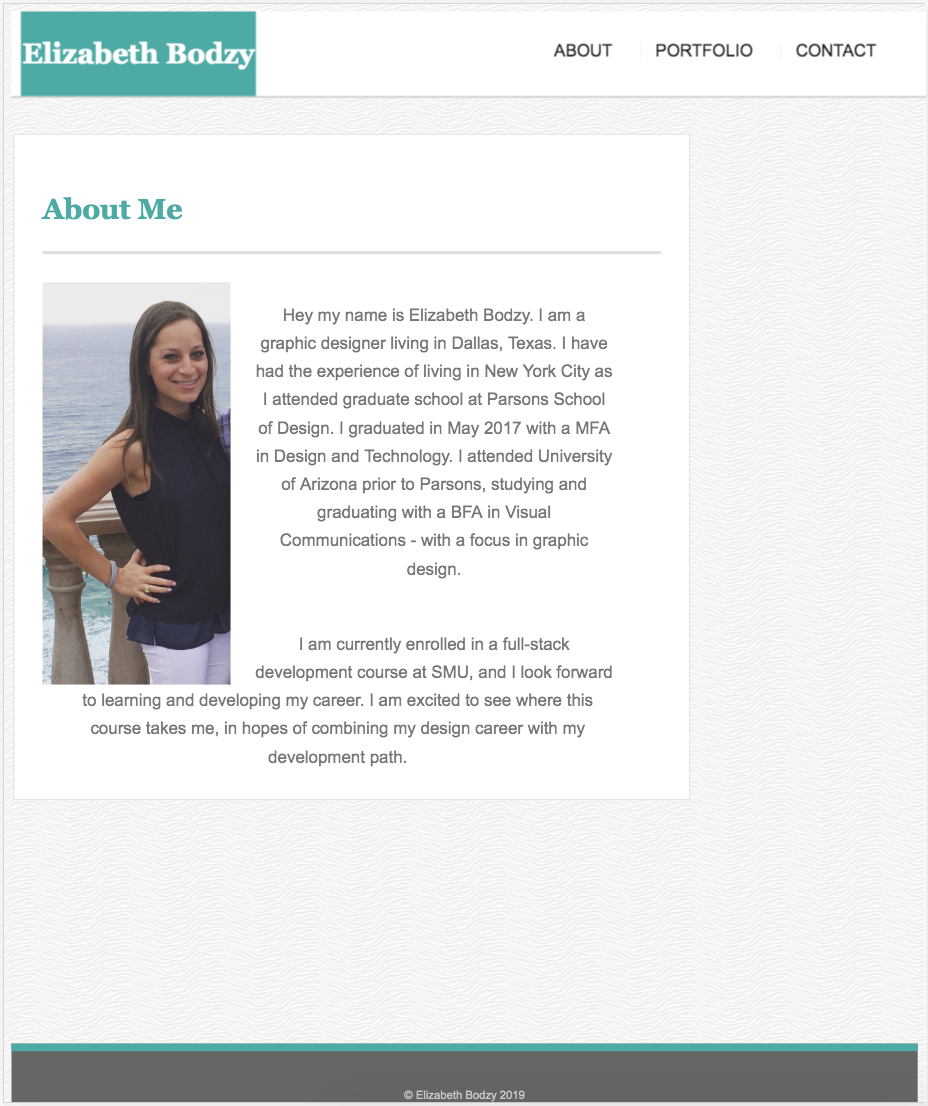 Elizabeth Bodzy
ABOUT
PORTFOLIO
CONTACT
About Me
Hey my name is Elizabeth Bodzy. I am a
graphic designer living in Dallas, Texas. I have
had the experience of living in New York City as
I attended graduate school at Parsons School
of Design. I graduated in May 2017 with a MFA
in Design and Technology. I attended University
of Arizona prior to Parsons, studying and
graduating with a BFA in Visual
Communications - with a focus in graphic
design.
I am currently enrolled in a full-stack
development course at SMU, and I look forward
to learning and developing my career. I am excited to see where this
course takes me, in hopes of combining my design career with my
development path.
© Elizabeth Bodzy 2019